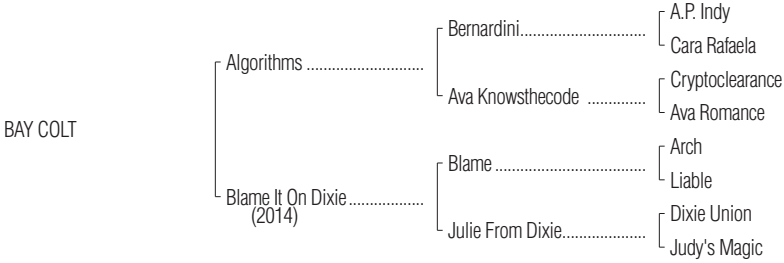 A.P. Indy
Bernardini..............................
Cara Rafaela
Algorithms ............................
Cryptoclearance
Ava Knowsthecode ..............
Ava Romance
BAY COLT
Arch
Blame....................................
Liable
Blame It On Dixie..................
(2014)
Dixie Union
Julie From Dixie....................
Judy's Magic